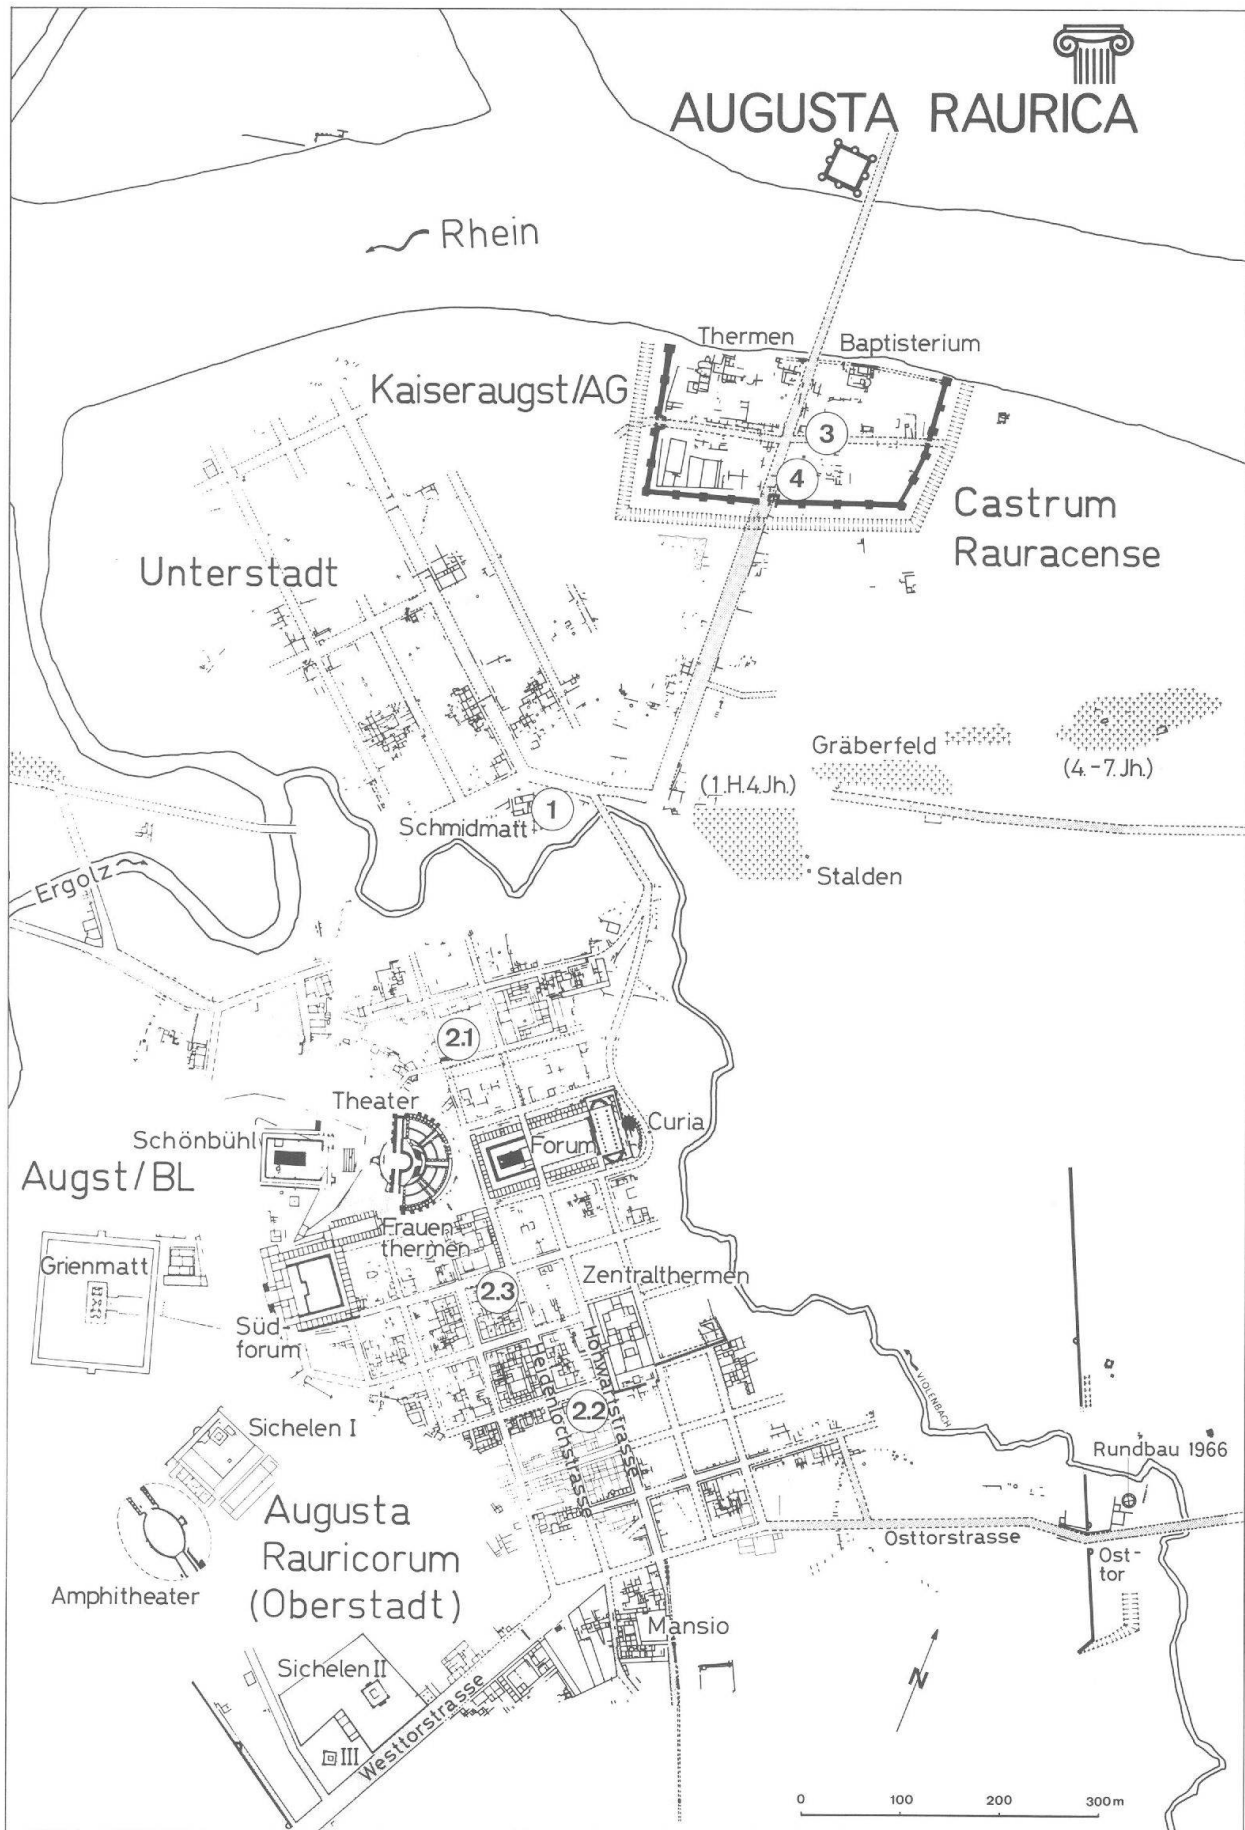 AUGUSTA RAURICA
Rhein
Thermen
Baptisterium
Kaiseraugst/AG
3
4
Castrum
Rauracense
Unterstadt
Gräberfeld
(4.-7.Jh.)
(1.H.4.Jh.)
1
Schmidmatt
Stalden
Ergolz
2.1
Theater
Curia
Schönbühl
Forum
Augst/BL
Frauen-
thermen
Grienmatt
Zentralthermen
2.3
Süd-
forum
Hohwartstrasse
Heidenlochstrasse
2.2
VIOLENBACH
Sichelen I
Rundbau 1966
Augusta
Rauricorum
(Oberstadt)
Osttorstrasse
Ost-
tor
Amphitheater
Mansio
Sichelen II
N
Westtorstrasse
III
0 100 200 300m